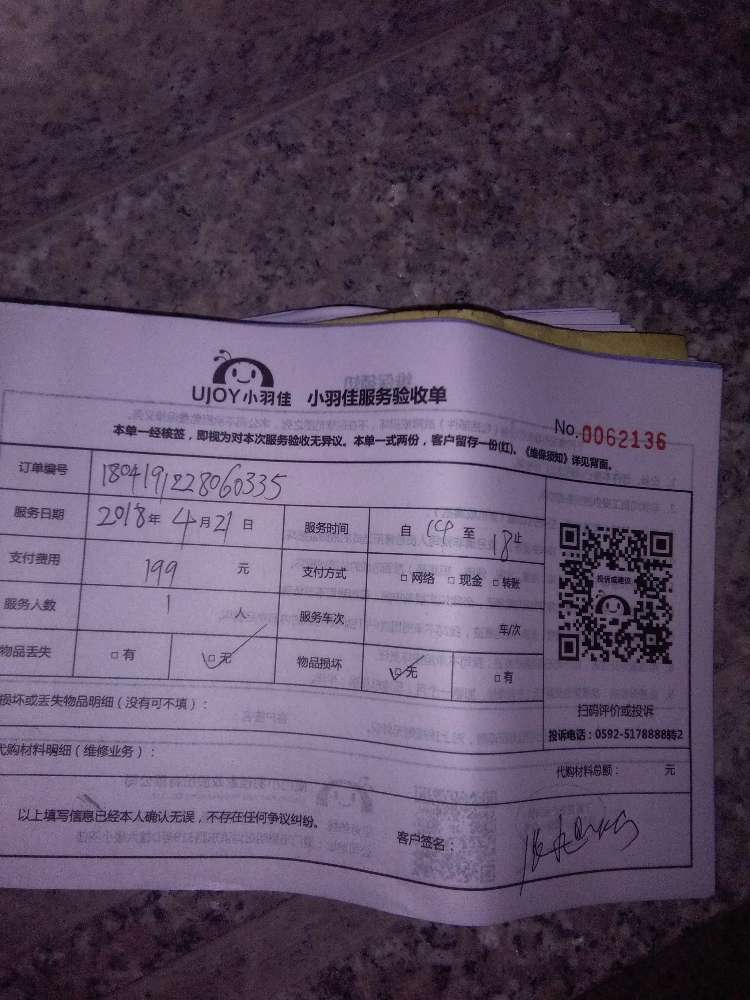 UJOY小羽佳 小羽佳服务验收单
No.0062136
本单一经核签，即视为对本次服务验收无异议。本单一式两份，客户留存一份(红)。《维保须知》详见背面。
订单编号 1804191228060335
服务日期 2018年4月21日 服务时间 自 至18止
支付费用 199元 支付方式 □网络 □现金 □转账
服务人数 1人 服务车次 车/次
物品丢失 □有 □无 物品损坏 □无 □有
投诉或建议
扫码评价或投诉
投诉电话：0592-5178888转2
损坏或丢失物品明细（没有可不填）：
代购材料明细（维修业务）： 代购材料总额： 元
以上填写信息已经本人确认无误，不存在任何争议纠纷。 客户签名：